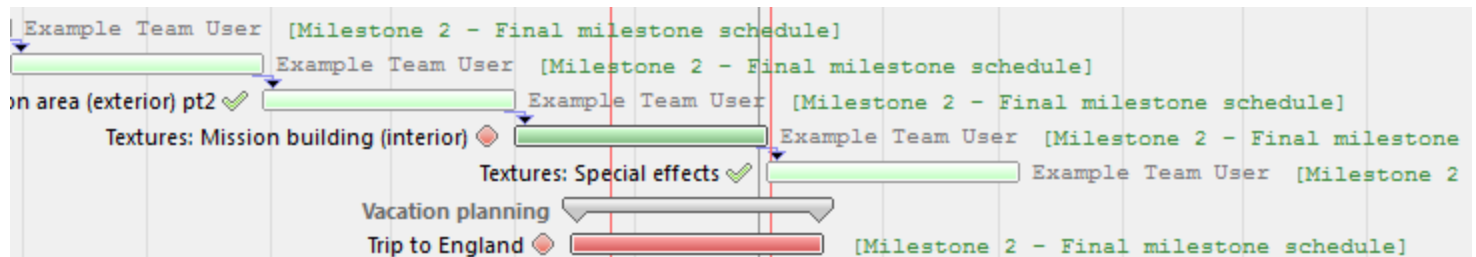 Example Team User [Milestone 2 - Final milestone schedule]
Example Team User [Milestone 2 - Final milestone schedule]
on area (exterior) pt2 Example Team User [Milestone 2 - Final milestone schedule]
Textures: Mission building (interior) Example Team User [Milestone 2 - Final milestone
Textures: Special effects Example Team User [Milestone 2
Vacation planning
Trip to England [Milestone 2 - Final milestone schedule]